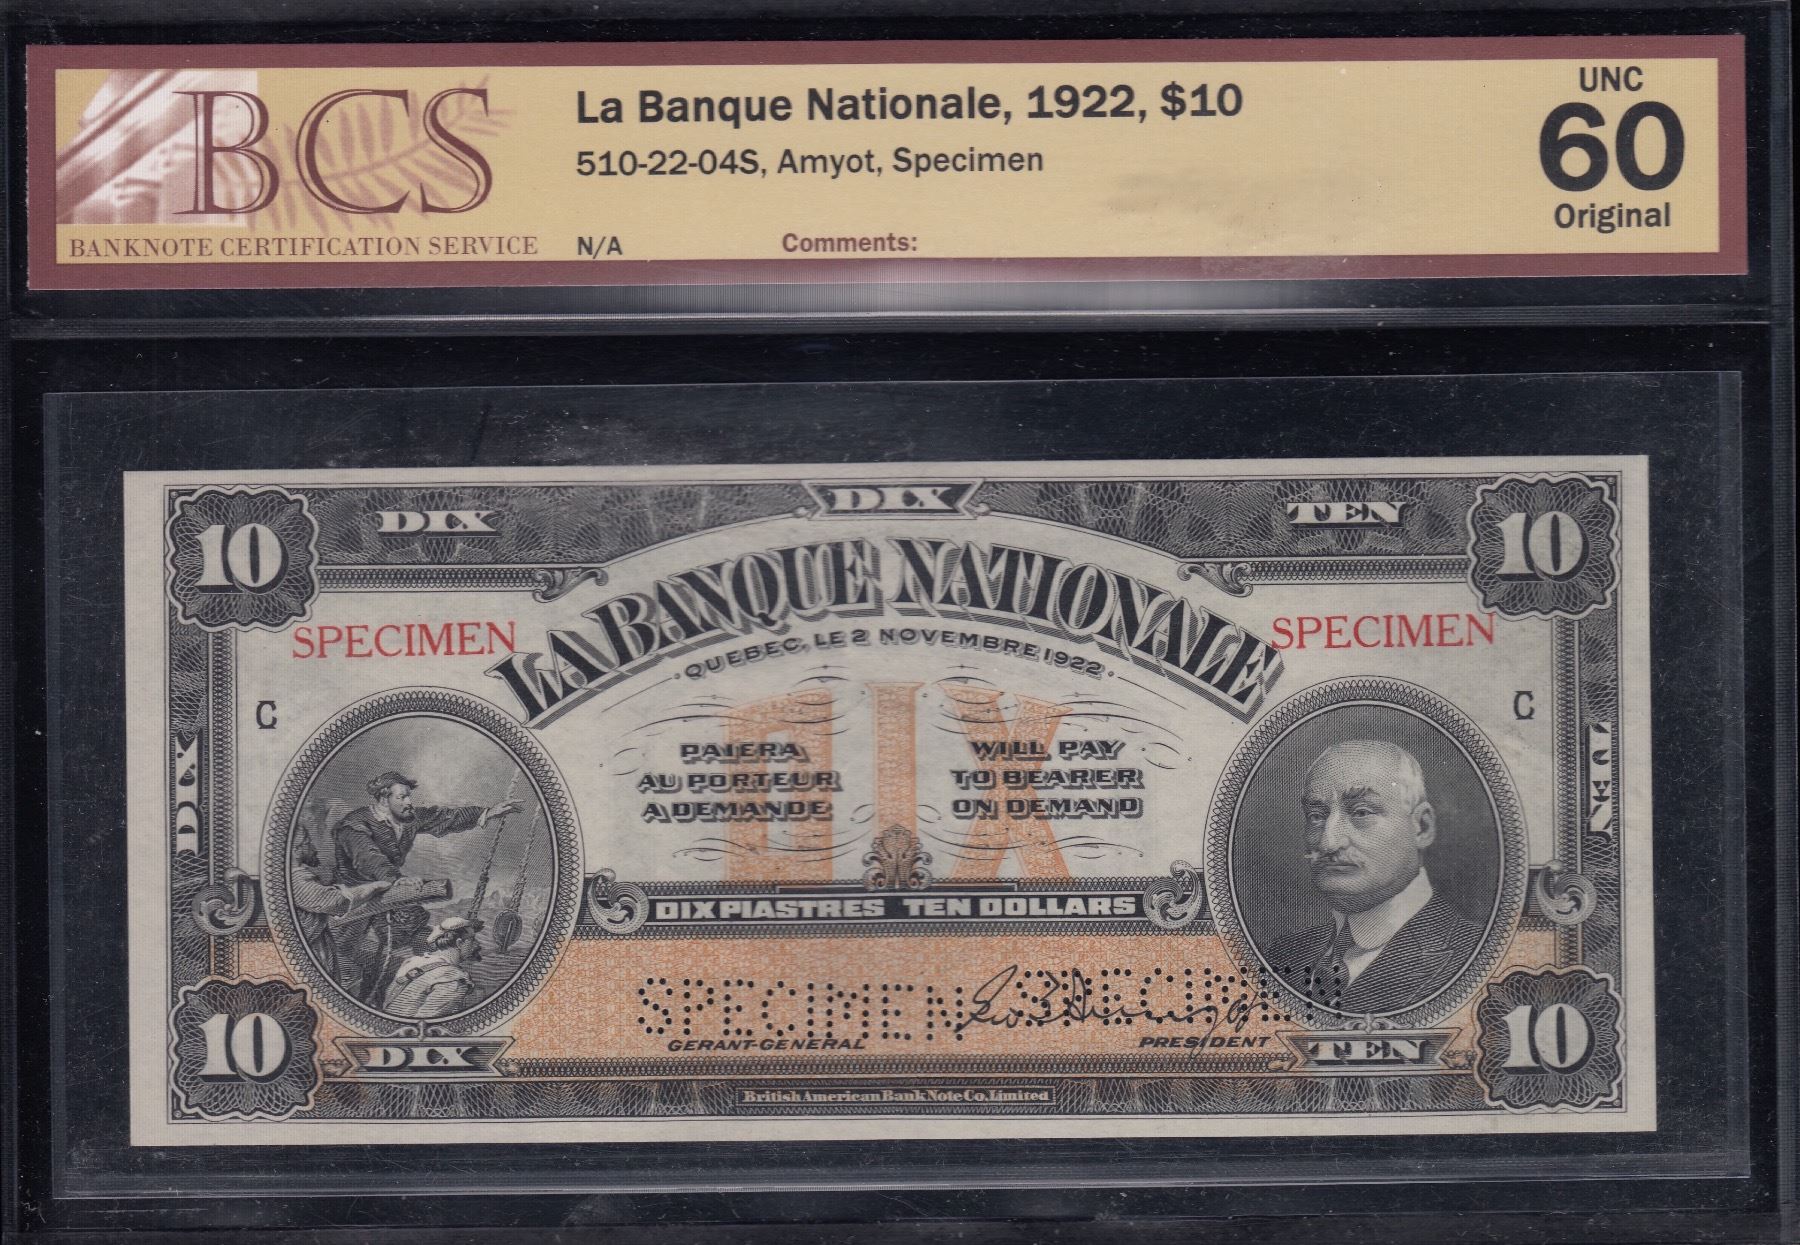 BCS
BANKNOTE CERTIFICATION SERVICE
La Banque Nationale, 1922, $10
510-22-04S, Amyot, Specimen
N/A
Comments:
UNC
60
Original
10
DIX
DIX
TEN
10
LA BANQUE NATIONALE
QUEBEC, LE 2 NOVEMBRE 1922
SPECIMEN
SPECIMEN
C
C
DIX
DIX
TEN
PAIERA
AU PORTEUR
A DEMANDE
WILL PAY
TO BEARER
ON DEMAND
DIX PIASTRES TEN DOLLARS
SPECIMEN
SPECIMEN
GERANT-GENERAL
PRESIDENT
10
DIX
TEN
10
British American Bank Note Co. Limited